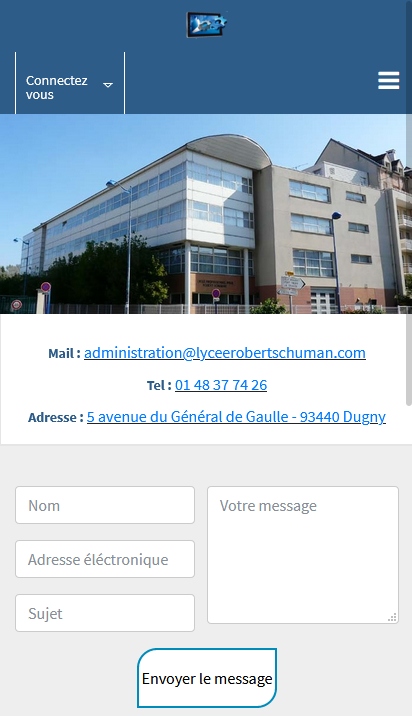 Connectez
vous
Mail : administration@lyceerobertschuman.com
Tel : 01 48 37 74 26
Adresse : 5 avenue du Général de Gaulle - 93440 Dugny
Nom
Votre message
Adresse éléctronique
Sujet
Envoyer le message